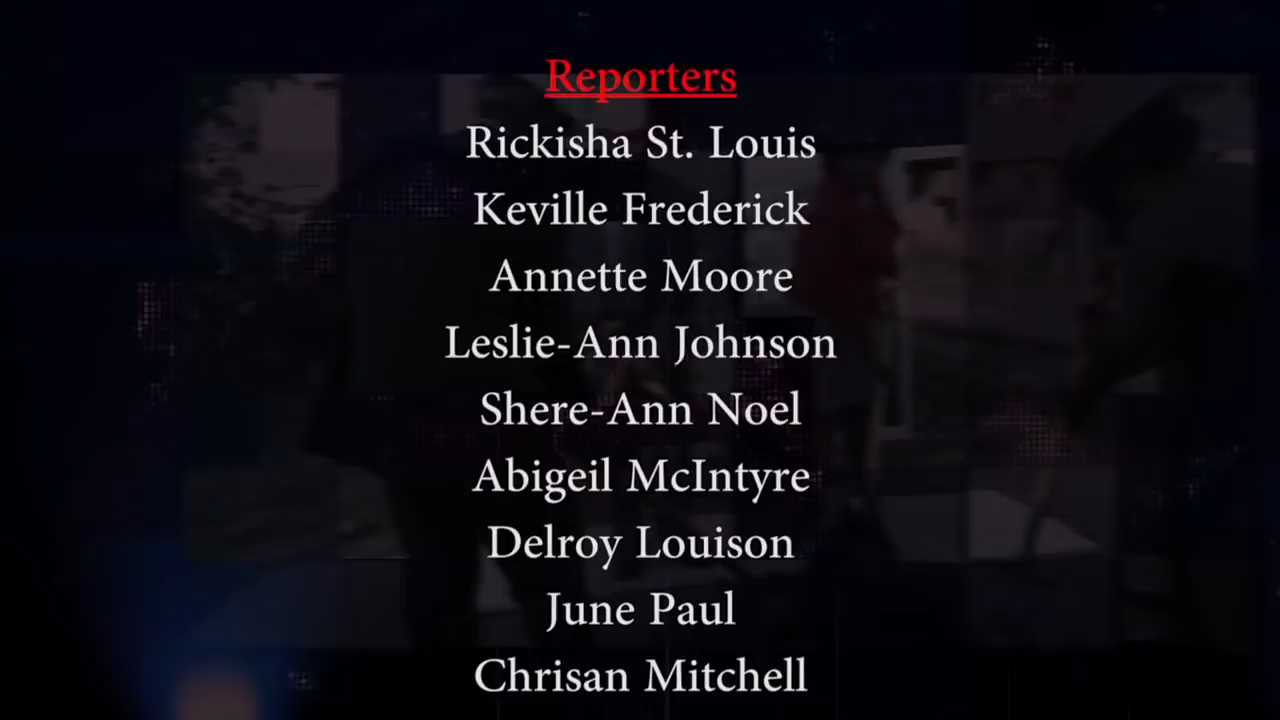 Reporters
Rickisha St. Louis
Keville Frederick
Annette Moore
Leslie-Ann Johnson
Shere-Ann Noel
Abigeil McIntyre
Delroy Louison
June Paul
Chrisan Mitchell